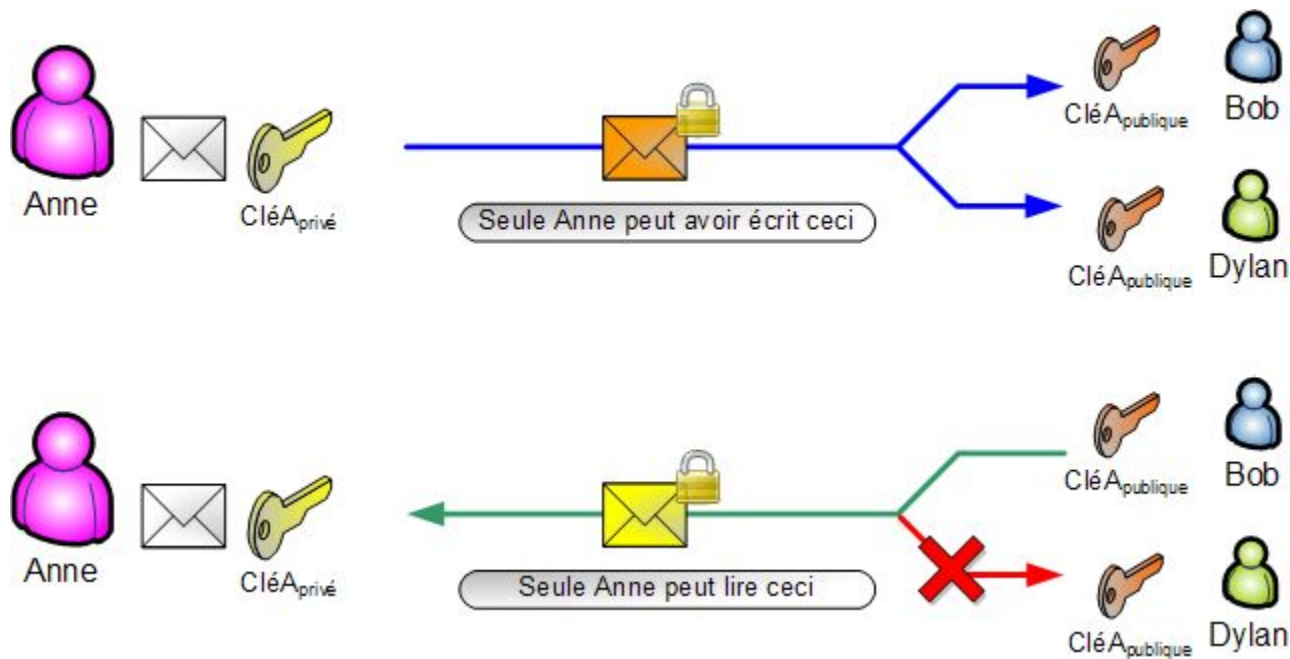 CléA publique
Bob
Anne
CléA privé
Seule Anne peut avoir écrit ceci
CléA publique
Dylan
CléA publique
Bob
Anne
CléA privé
Seule Anne peut lire ceci
CléA publique
Dylan